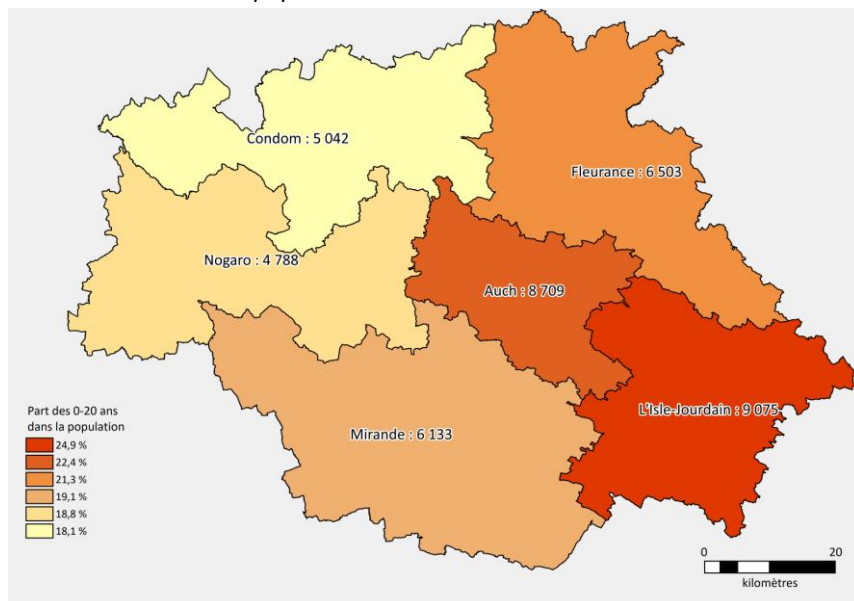 Condom : 5 042
Fleurance : 6 503
Nogaro : 4 788
Auch : 8 709
L'Isle-Jourdain : 9 075
Mirande : 6 133
Part des 0-20 ans
dans la population
24,9 %
22,4 %
21,3 %
19,1 %
18,8 %
18,1 %
0 20
kilomètres